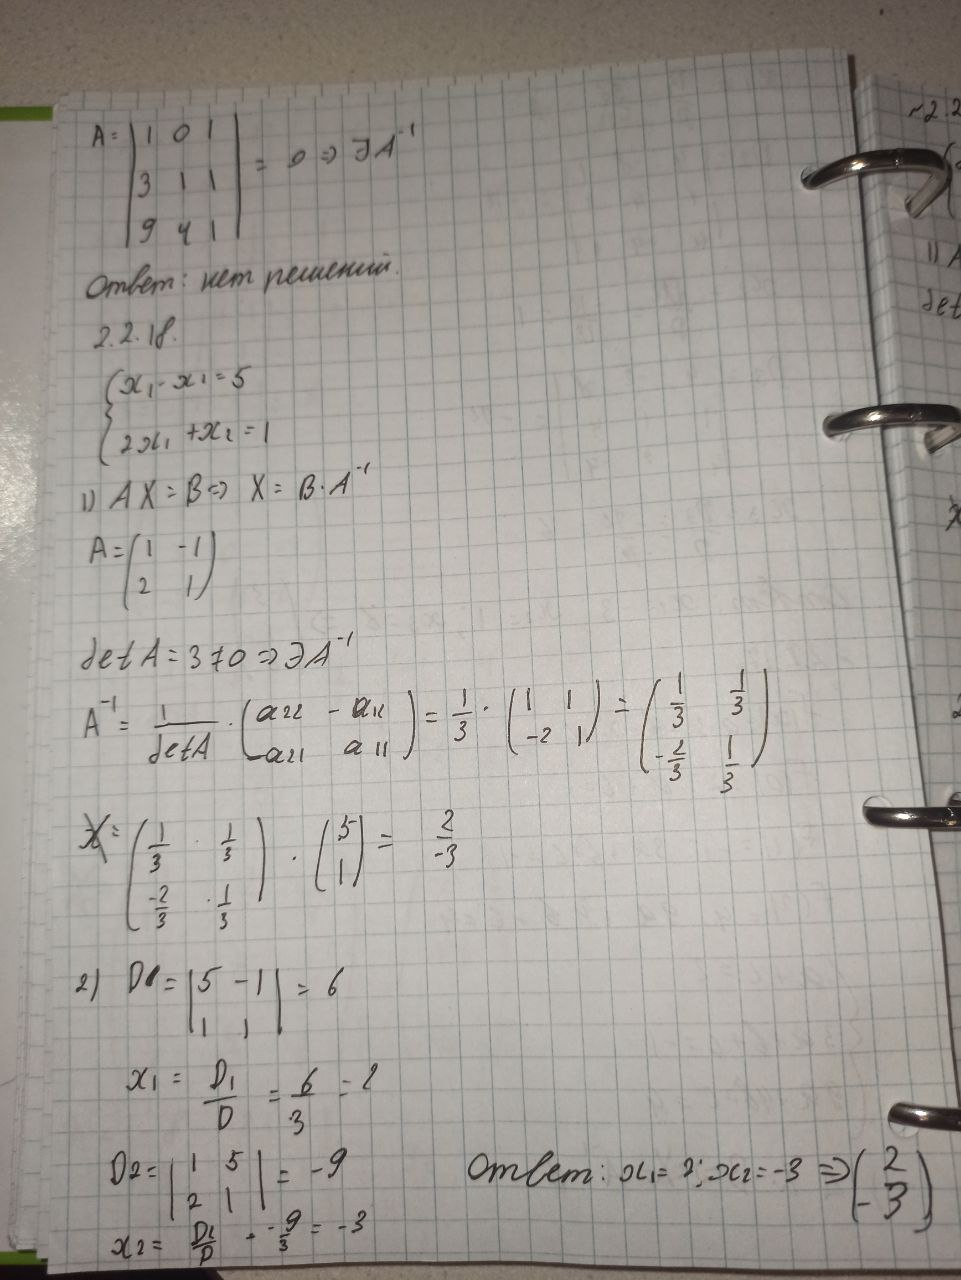 A = |1 0 1
3 1 1
9 4 1| = 0 ⇒ ∃ A⁻¹
Ответ: нет решений.
2.2.18.
{x₁ - x₁ = 5
2x₁ + x₂ = 1
1) AX = B ⇒ X = B · A⁻¹
A = (1 -1
2 1)
det A = 3 ≠ 0 ⇒ ∃ A⁻¹
A⁻¹ = 1/detA · (a₂₂ - a₁₂
-a₂₁ a₁₁) = 1/3 · (1 1
-2 1) = (1/3 1/3
-2/3 1/3)
X = (1/3 · 1/3
-2/3 · 1/3) · (5
1) = 2
-3
2) D₁ = |5 -1
1 1| = 6
x₁ = D₁/D = 6/3 = 2
D₂ = |1 5
2 1| = -9
x₂ = D₂/D = -9/3 = -3
Ответ: x₁ = 2; x₂ = -3 ⇒ (2
-3)
~2.2
1) A
det
X